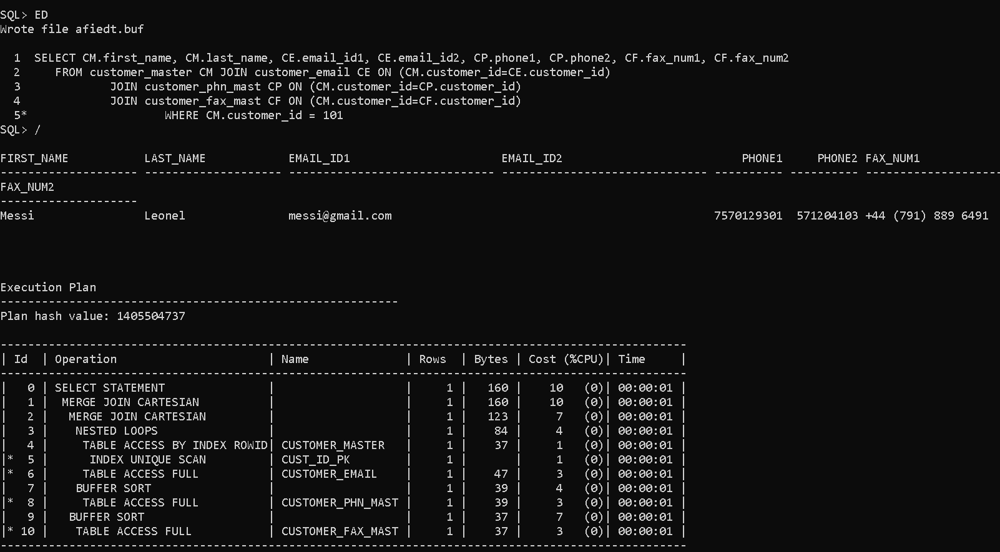 SQL> ED
Wrote file afiedt.buf
  1  SELECT CM.first_name, CM.last_name, CE.email_id1, CE.email_id2, CP.phone1, CP.phone2, CF.fax_num1, CF.fax_num2
  2     FROM customer_master CM JOIN customer_email CE ON (CM.customer_id=CE.customer_id)
  3             JOIN customer_phn_mast CP ON (CM.customer_id=CP.customer_id)
  4             JOIN customer_fax_mast CF ON (CM.customer_id=CF.customer_id)
  5*                    WHERE CM.customer_id = 101
SQL> /
FIRST_NAME           LAST_NAME            EMAIL_ID1                      EMAIL_ID2                          PHONE1     PHONE2 FAX_NUM1
-------------------- -------------------- ------------------------------ ------------------------------ ---------- ---------- --------------------
FAX_NUM2
--------------------
Messi                Leonel               messi@gmail.com                                               7570129301  571204103 +44 (791) 889 6491
Execution Plan
----------------------------------------------------------
Plan hash value: 1405504737
----------------------------------------------------------------------------------------------------
| Id  | Operation                      | Name              | Rows  | Bytes | Cost (%CPU)| Time     |
----------------------------------------------------------------------------------------------------
|   0 | SELECT STATEMENT               |                   |     1 |   160 |    10   (0)| 00:00:01 |
|   1 |  MERGE JOIN CARTESIAN          |                   |     1 |   160 |    10   (0)| 00:00:01 |
|   2 |   MERGE JOIN CARTESIAN         |                   |     1 |   123 |     7   (0)| 00:00:01 |
|   3 |    NESTED LOOPS                |                   |     1 |    84 |     4   (0)| 00:00:01 |
|   4 |     TABLE ACCESS BY INDEX ROWID| CUSTOMER_MASTER   |     1 |    37 |     1   (0)| 00:00:01 |
|*  5 |      INDEX UNIQUE SCAN         | CUST_ID_PK        |     1 |       |     1   (0)| 00:00:01 |
|*  6 |     TABLE ACCESS FULL          | CUSTOMER_EMAIL    |     1 |    47 |     3   (0)| 00:00:01 |
|   7 |    BUFFER SORT                 |                   |     1 |    39 |     4   (0)| 00:00:01 |
|*  8 |     TABLE ACCESS FULL          | CUSTOMER_PHN_MAST |     1 |    39 |     3   (0)| 00:00:01 |
|   9 |   BUFFER SORT                  |                   |     1 |    37 |     7   (0)| 00:00:01 |
|* 10 |    TABLE ACCESS FULL           | CUSTOMER_FAX_MAST |     1 |    37 |     3   (0)| 00:00:01 |
----------------------------------------------------------------------------------------------------